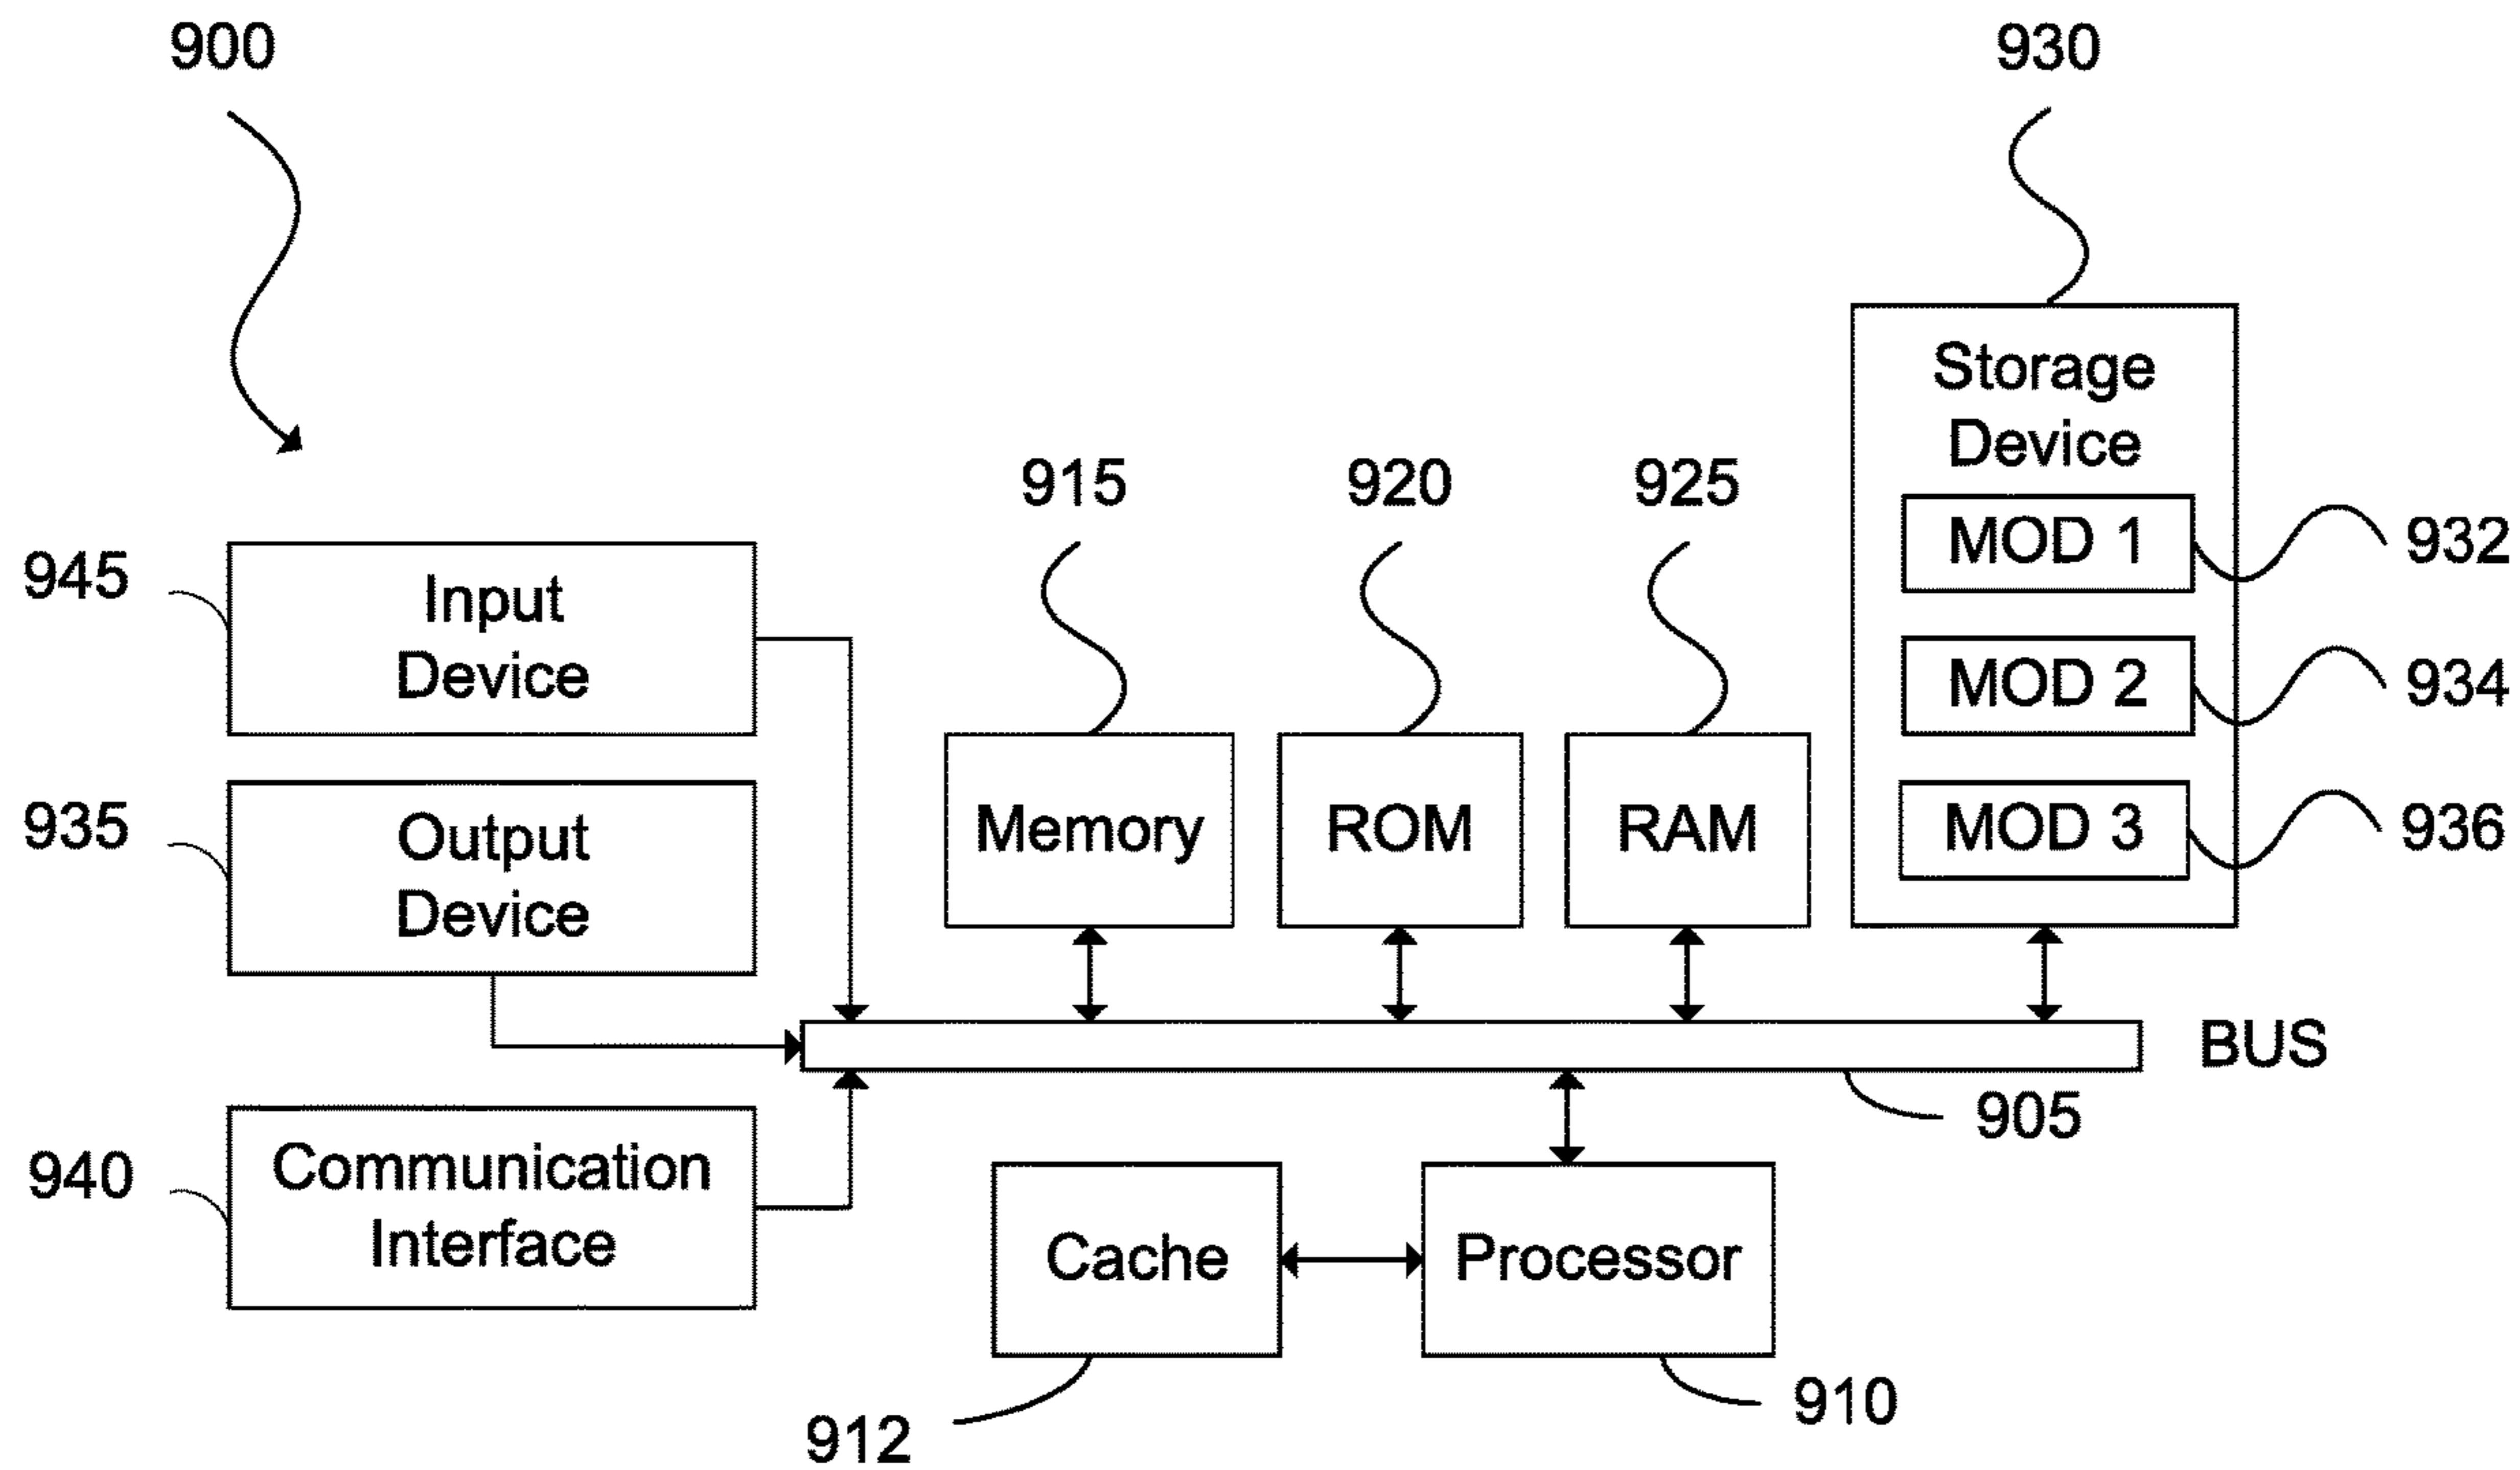 900
930
Storage
Device
915
920
925
MOD 1
932
945
Input
Device
MOD 2
934
935
Output
Device
Memory
ROM
RAM
MOD 3
936
BUS
905
940
Communication
Interface
Cache
Processor
910
912